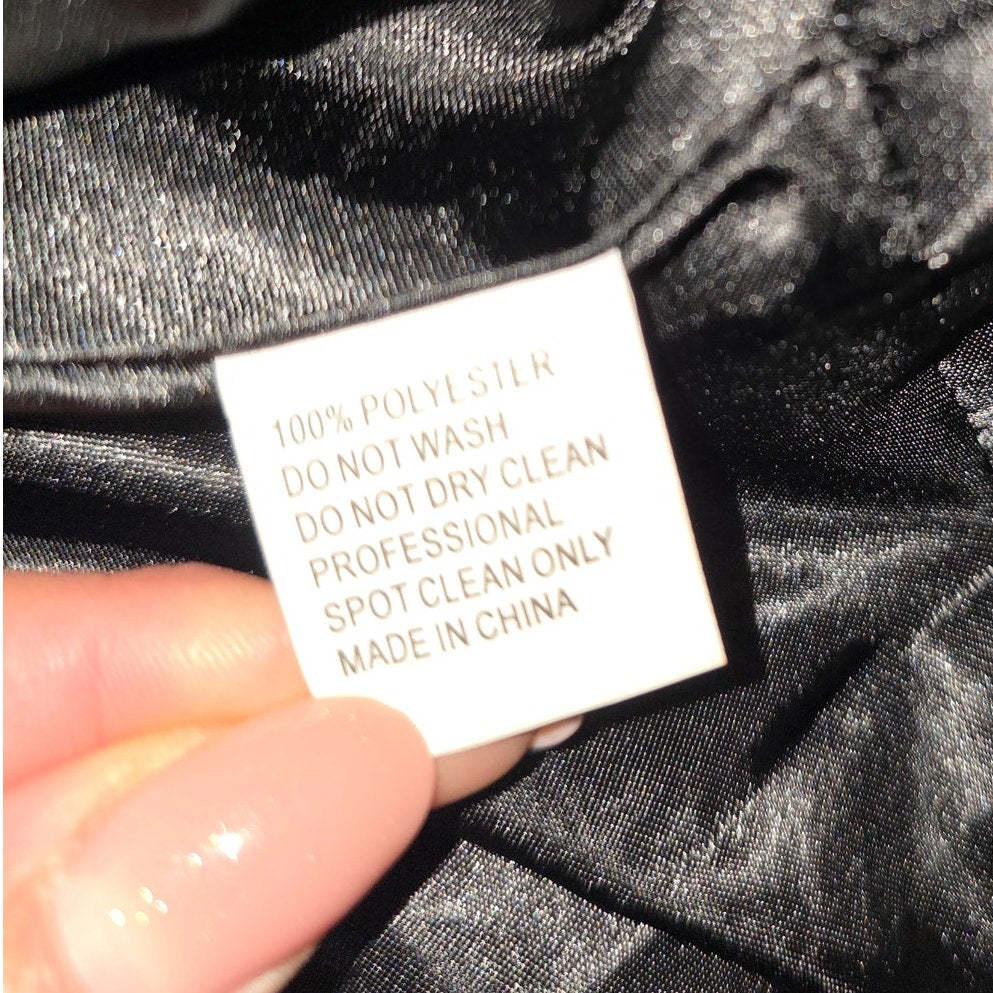 100% POLYESTER
DO NOT WASH
DO NOT DRY CLEAN
PROFESSIONAL
SPOT CLEAN ONLY
MADE IN CHINA